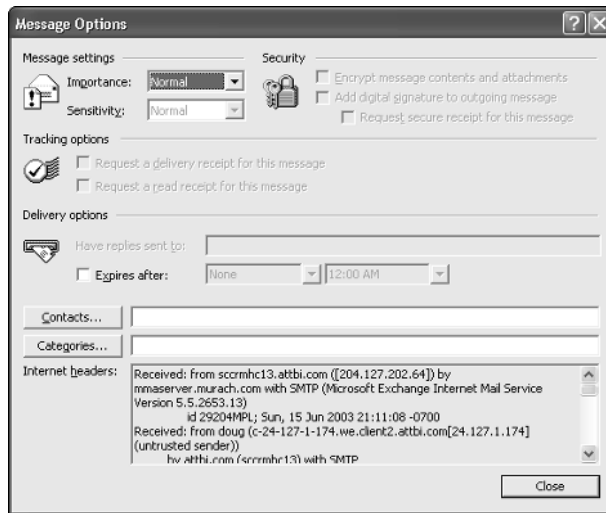 Message Options
Message settings
Security
Importance: Normal
Encrypt message contents and attachments
Sensitivity: Normal
Add digital signature to outgoing message
Request secure receipt for this message
Tracking options
Request a delivery receipt for this message
Request a read receipt for this message
Delivery options
Have replies sent to:
Expires after: None 12:00 AM
Contacts...
Categories...
Internet headers:
Received: from sccrmhc13.attbi.com ([204.127.202.64]) by
mmaserver.murach.com with SMTP (Microsoft Exchange Internet Mail Service
Version 5.5.2653.13)
id 29204MPL; Sun, 15 Jun 2003 21:11:08 -0700
Received: from doug (c-24-127-1-174.we.client2.attbi.com[24.127.1.174]
(untrusted sender))
by attbi.com (sccrmhc13) with SMTP
Close